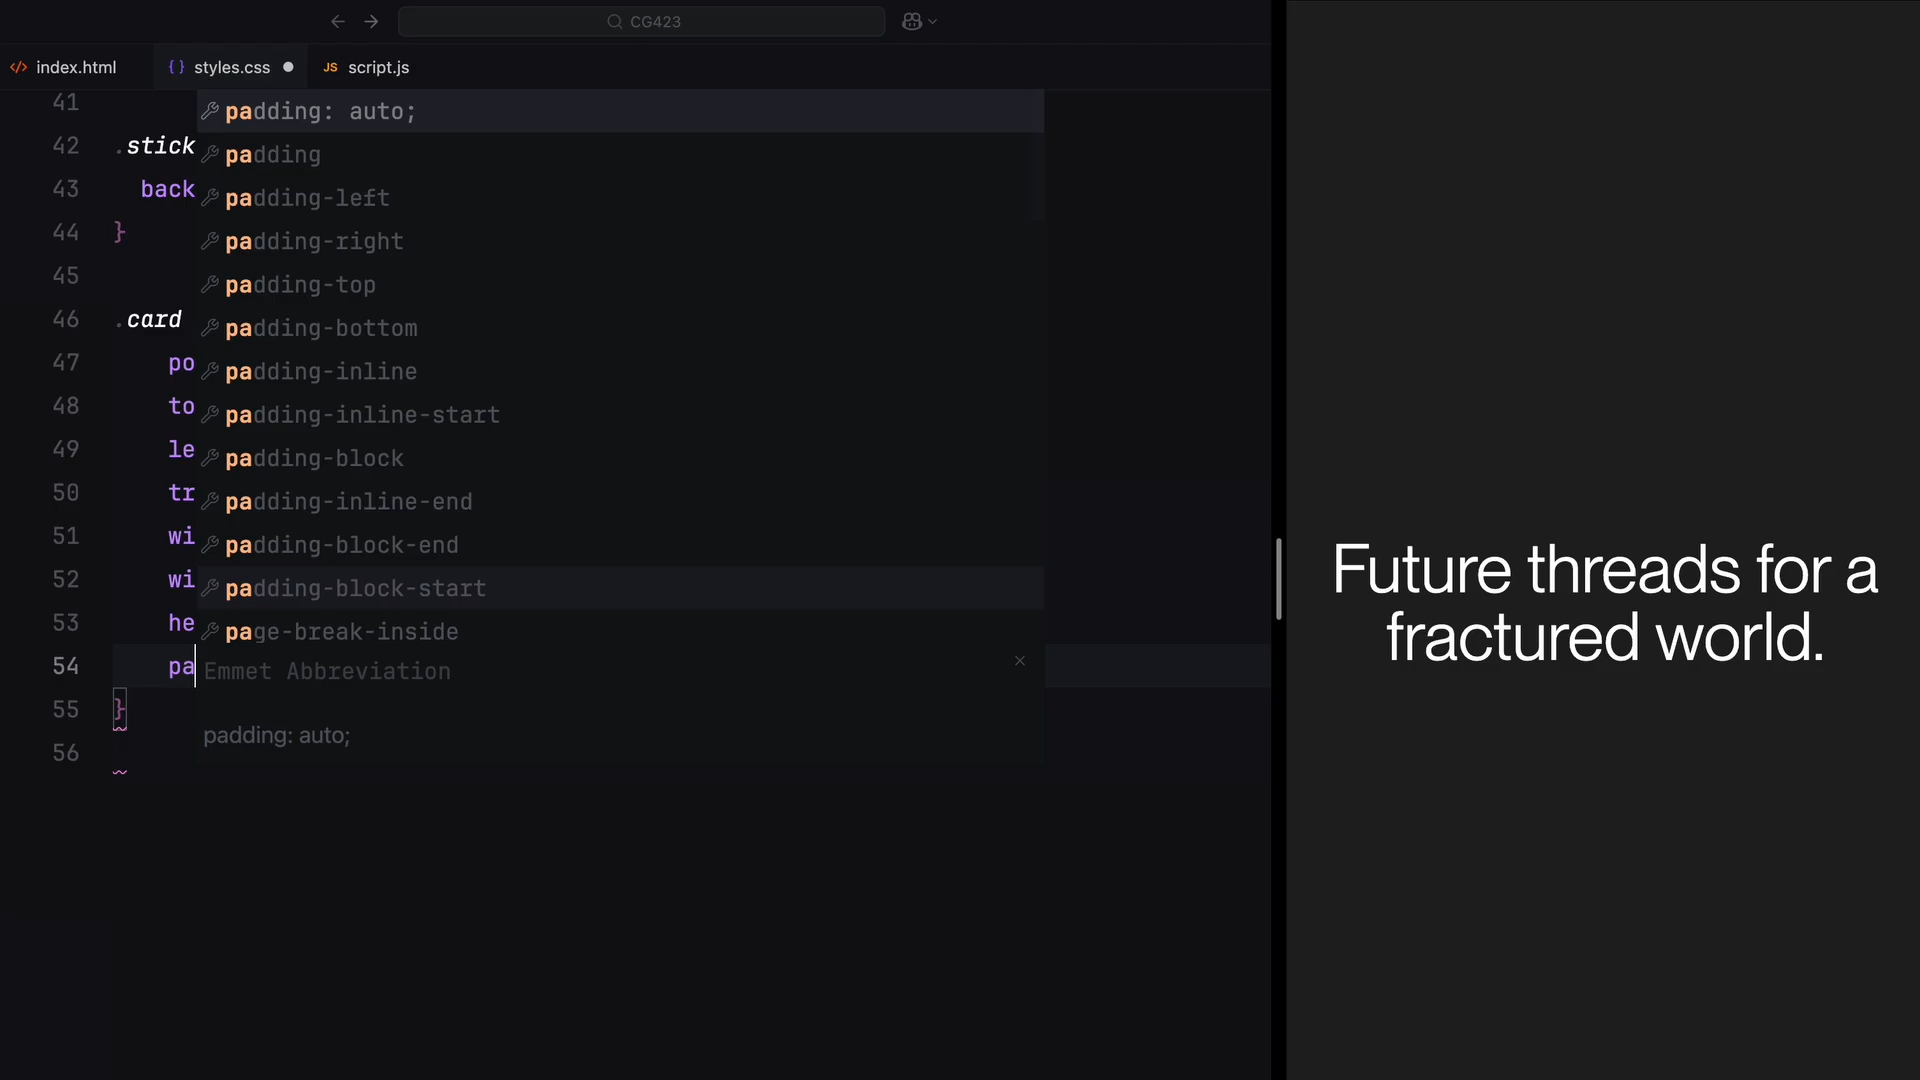 CG423
index.html
{ } styles.css
JS script.js
41
42 .stick
43 back
44 }
45
46 .card
47 po
48 to
49 le
50 tr
51 wi
52 wi
53 he
54 pa
55 }
56
padding: auto;
padding
padding-left
padding-right
padding-top
padding-bottom
padding-inline
padding-inline-start
padding-block
padding-inline-end
padding-block-end
padding-block-start
page-break-inside
Emmet Abbreviation
padding: auto;
Future threads for a
fractured world.